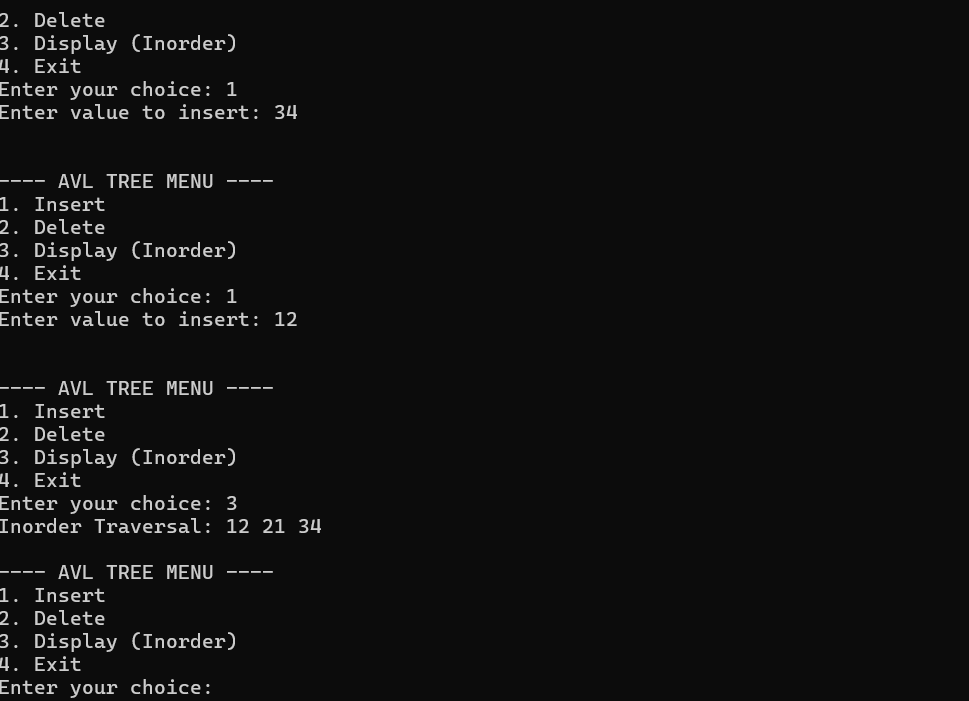 2. Delete
3. Display (Inorder)
4. Exit
Enter your choice: 1
Enter value to insert: 34
---- AVL TREE MENU ----
1. Insert
2. Delete
3. Display (Inorder)
4. Exit
Enter your choice: 1
Enter value to insert: 12
---- AVL TREE MENU ----
1. Insert
2. Delete
3. Display (Inorder)
4. Exit
Enter your choice: 3
Inorder Traversal: 12 21 34
---- AVL TREE MENU ----
1. Insert
2. Delete
3. Display (Inorder)
4. Exit
Enter your choice: